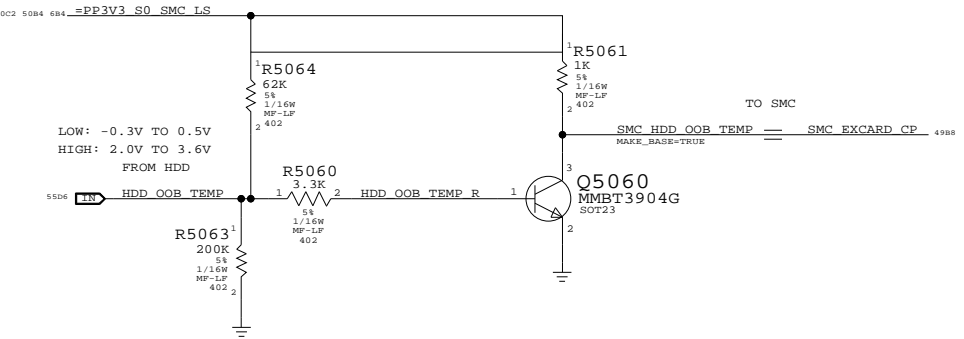 0C2 50B4 6B4 =PP3V3_S0_SMC_LS
1
R5064
62K
5%
1/16W
MF-LF
402
2
1
R5061
1K
5%
1/16W
MF-LF
402
2
TO SMC
LOW: -0.3V TO 0.5V
HIGH: 2.0V TO 3.6V
FROM HDD
SMC_HDD_OOB_TEMP
MAKE_BASE=TRUE
SMC_EXCARD_CP 49B8
55D6 IN HDD_OOB_TEMP
R5060
3.3K
1 2
5%
1/16W
MF-LF
402
HDD_OOB_TEMP_R
1
3
Q5060
MMBT3904G
SOT23
2
R5063
1
200K
5%
1/16W
MF-LF
402
2